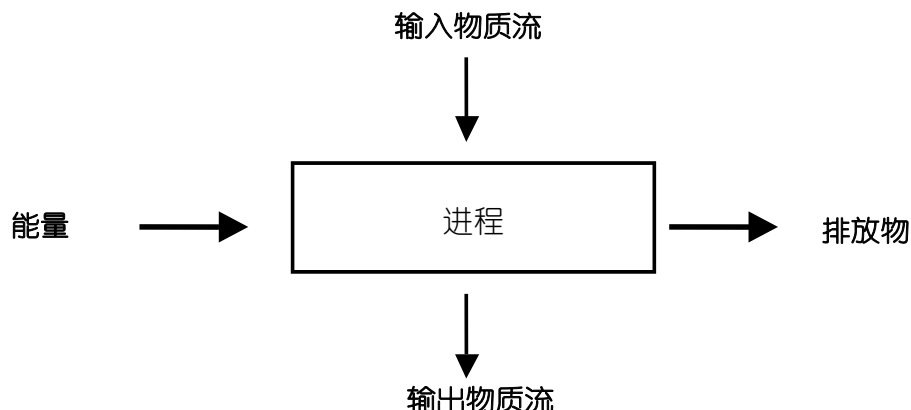 输入物质流
能量
进程
排放物
输出物质流